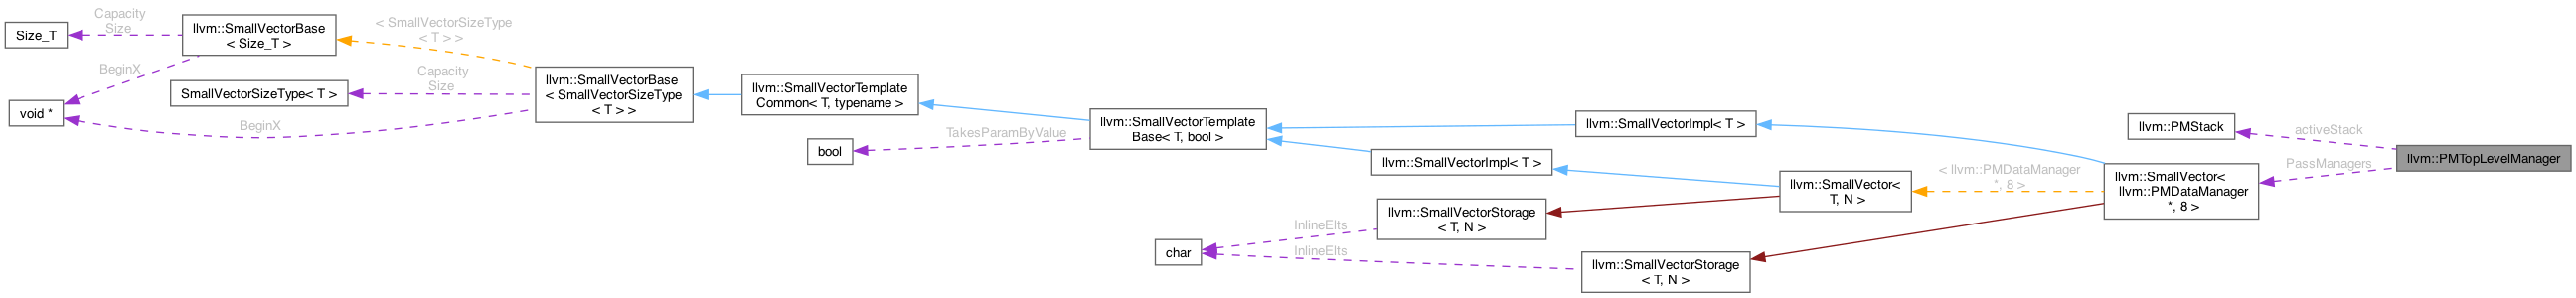 Size_T
Capacity
Size
llvm::SmallVectorBase
< Size_T >
< SmallVectorSizeType
< T > >
BeginX
SmallVectorSizeType< T >
Capacity
Size
void *
BeginX
llvm::SmallVectorBase
< SmallVectorSizeType
< T > >
llvm::SmallVectorTemplate
Common< T, typename >
bool
TakesParamByValue
llvm::SmallVectorTemplate
Base< T, bool >
llvm::SmallVectorImpl< T >
llvm::SmallVectorImpl< T >
llvm::SmallVectorStorage
< T, N >
char
InlineElts
InlineElts
llvm::SmallVectorStorage
< T, N >
llvm::SmallVector<
T, N >
< llvm::PMDataManager
*, 8 >
llvm::PMStack
activeStack
llvm::SmallVector<
llvm::PMDataManager
*, 8 >
PassManagers
llvm::PMTopLevelManager